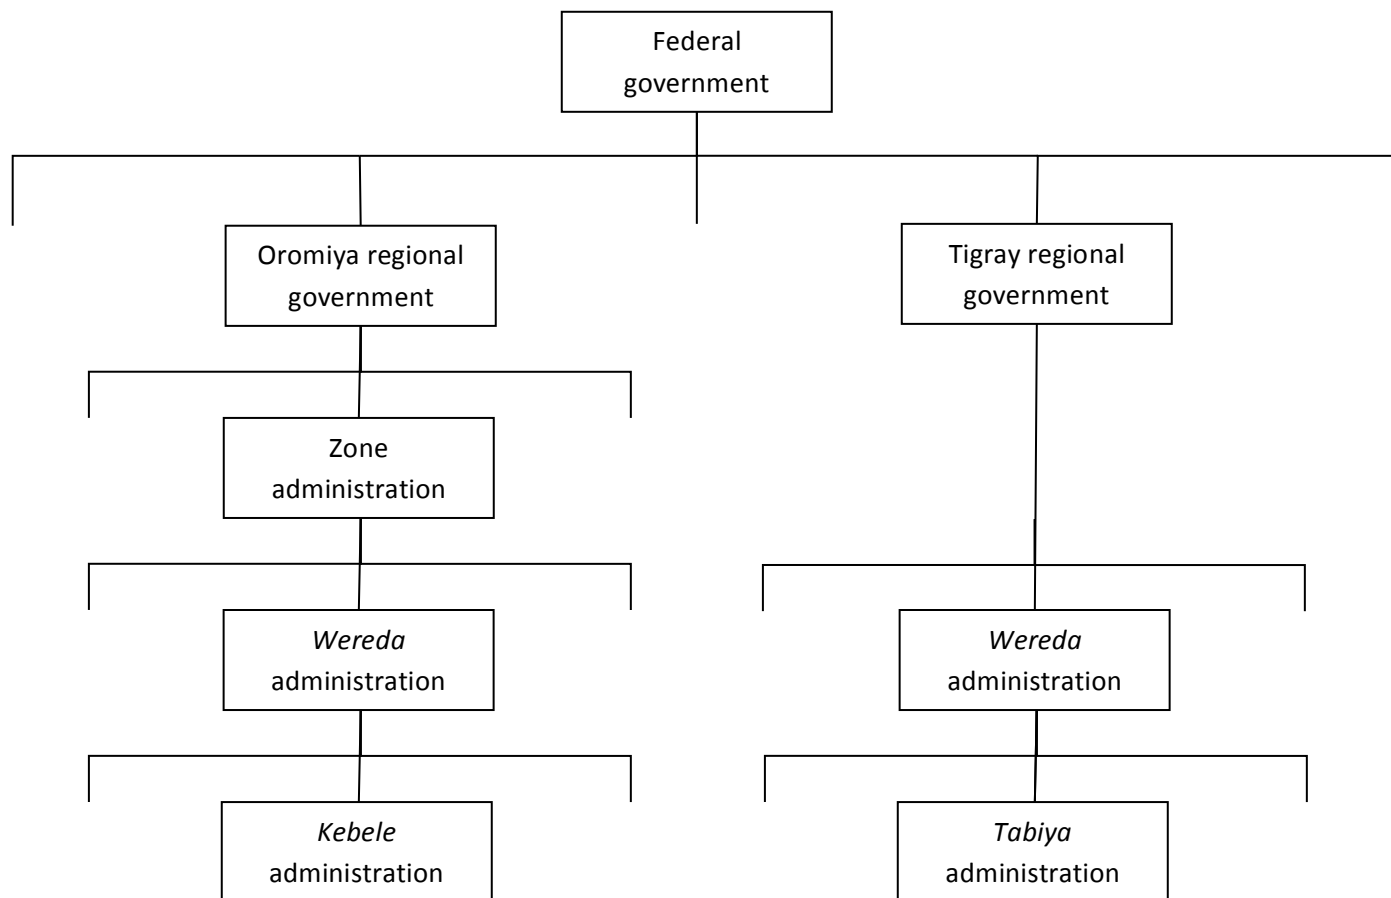 Federal
government
Oromiya regional
government
Tigray regional
government
Zone
administration
Wereda
administration
Wereda
administration
Kebele
administration
Tabiya
administration